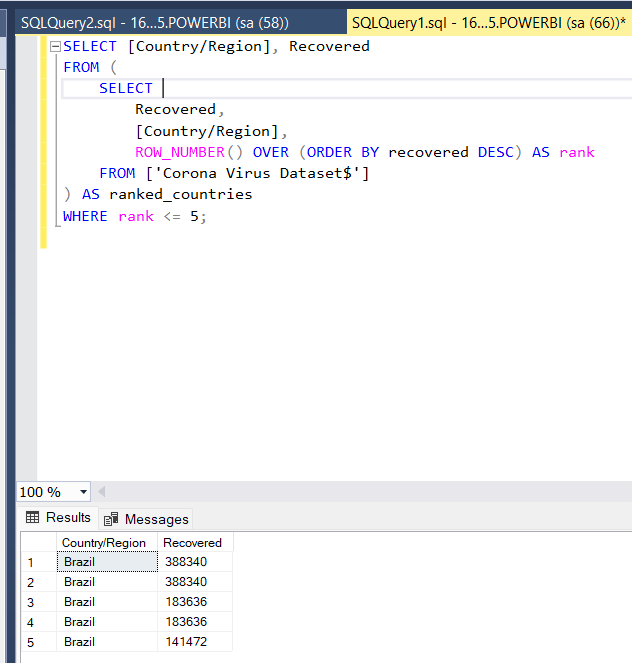 SQLQuery2.sql - 16...5.POWERBI (sa (58))
SQLQuery1.sql - 16...5.POWERBI (sa (66))*
SELECT [Country/Region], Recovered
FROM (
SELECT
Recovered,
[Country/Region],
ROW_NUMBER() OVER (ORDER BY recovered DESC) AS rank
FROM ['Corona Virus Dataset$']
) AS ranked_countries
WHERE rank <= 5;
100 %
Results Messages
Country/Region Recovered
1 Brazil 388340
2 Brazil 388340
3 Brazil 183636
4 Brazil 183636
5 Brazil 141472